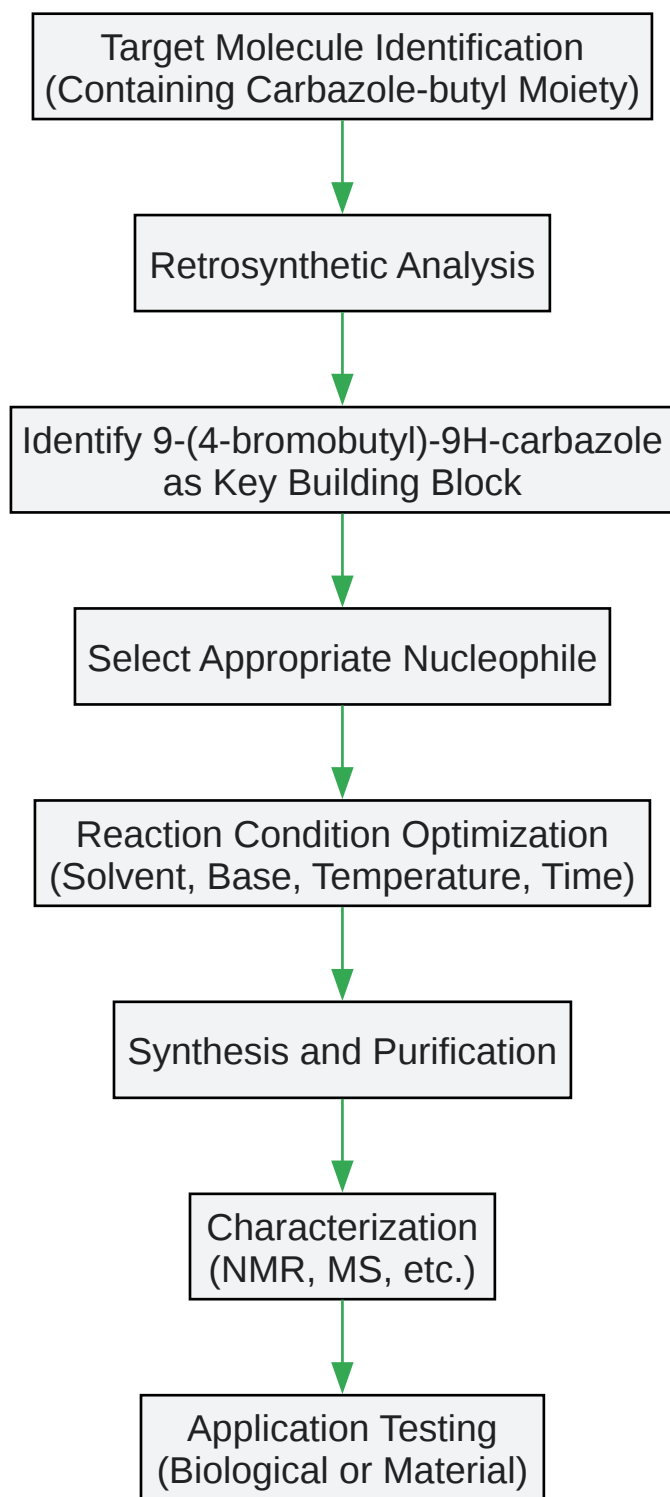 Target Molecule Identification
(Containing Carbazole-butyl Moiety)
Retrosynthetic Analysis
Identify 9-(4-bromobutyl)-9H-carbazole
as Key Building Block
Select Appropriate Nucleophile
Reaction Condition Optimization
(Solvent, Base, Temperature, Time)
Synthesis and Purification
Characterization
(NMR, MS, etc.)
Application Testing
(Biological or Material)